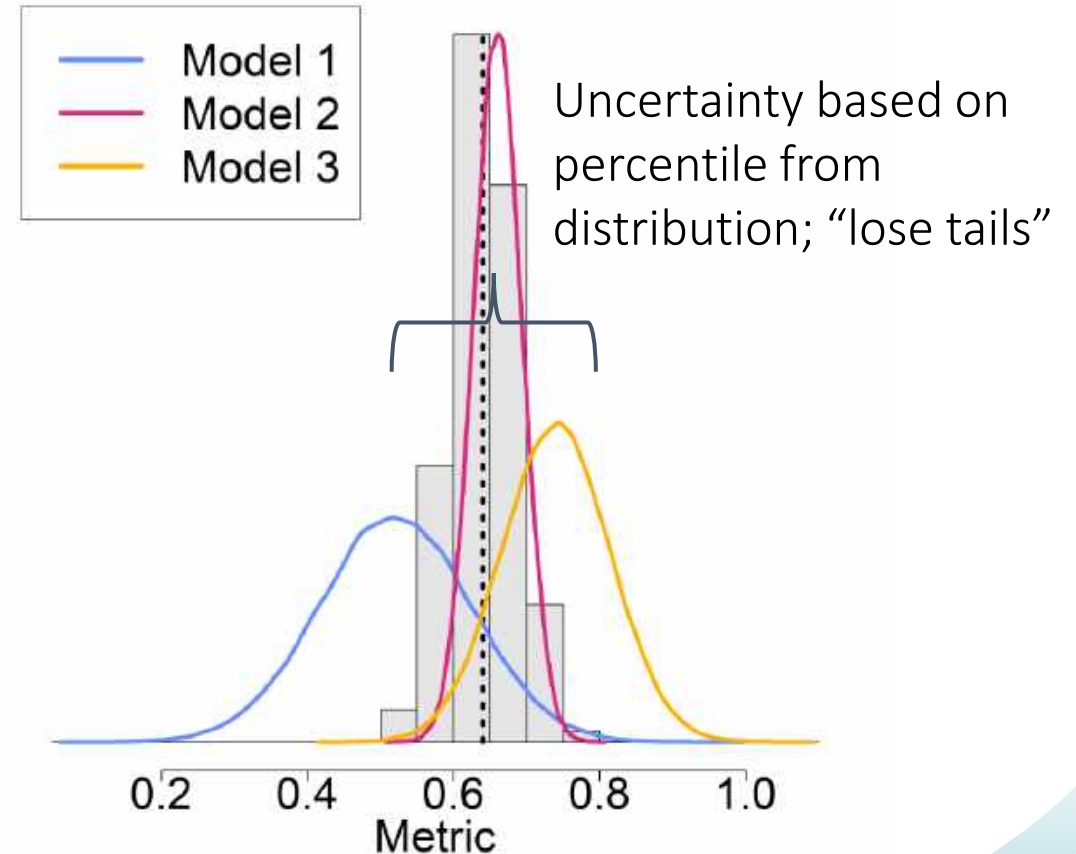 Model 1
Model 2
Model 3
Uncertainty based on
percentile from
distribution; “lose tails”
0.2 0.4 0.6 0.8 1.0
Metric